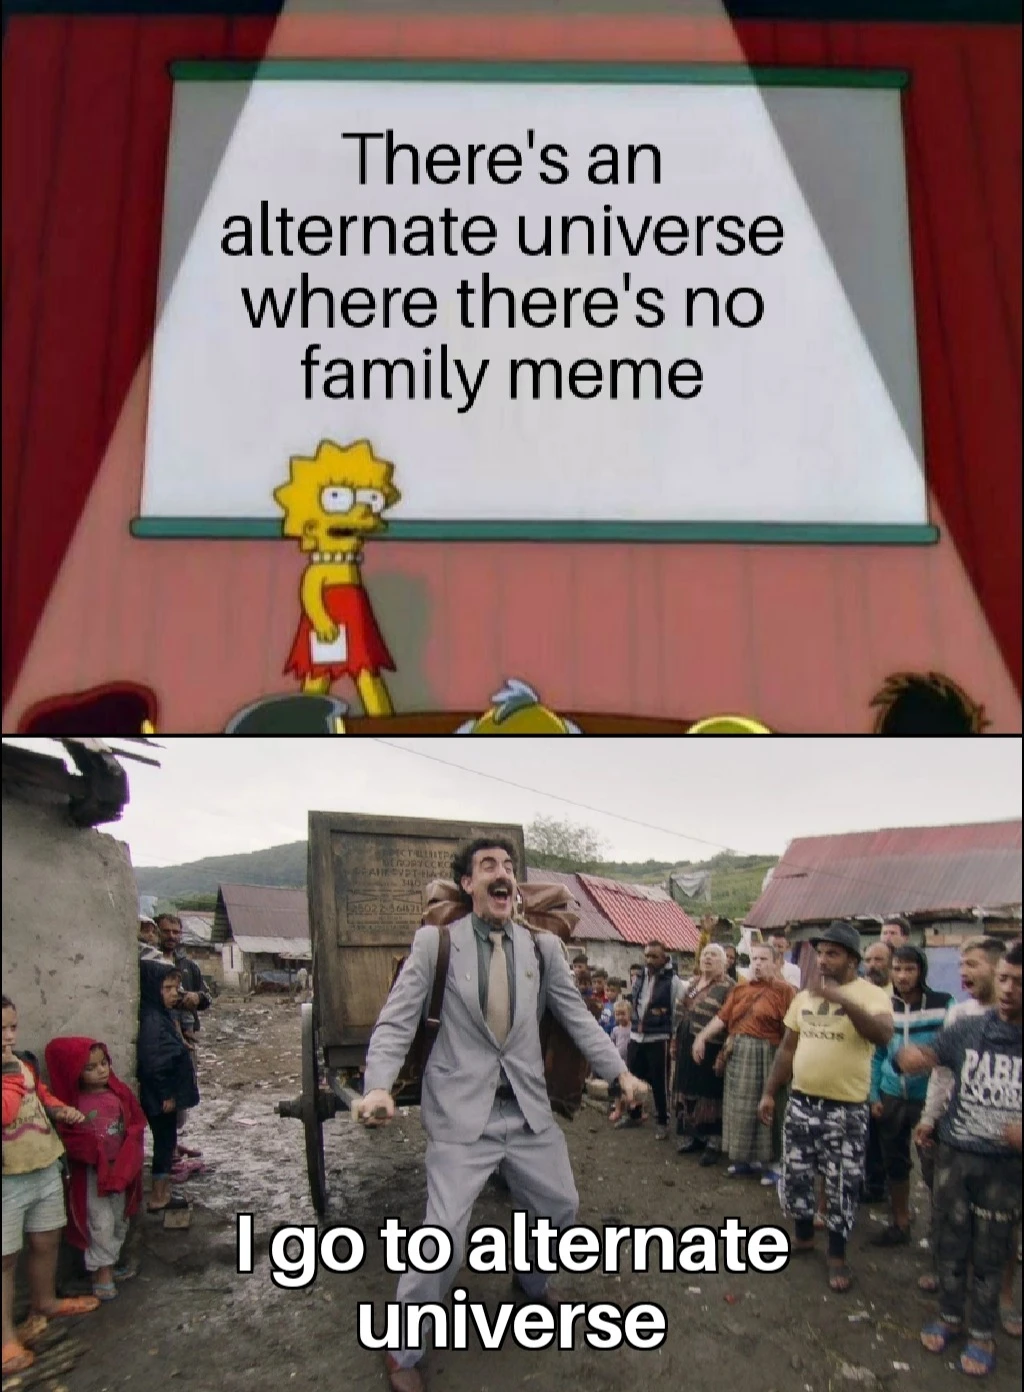 There's an
alternate universe
where there's no
family meme
I go to alternate
universe